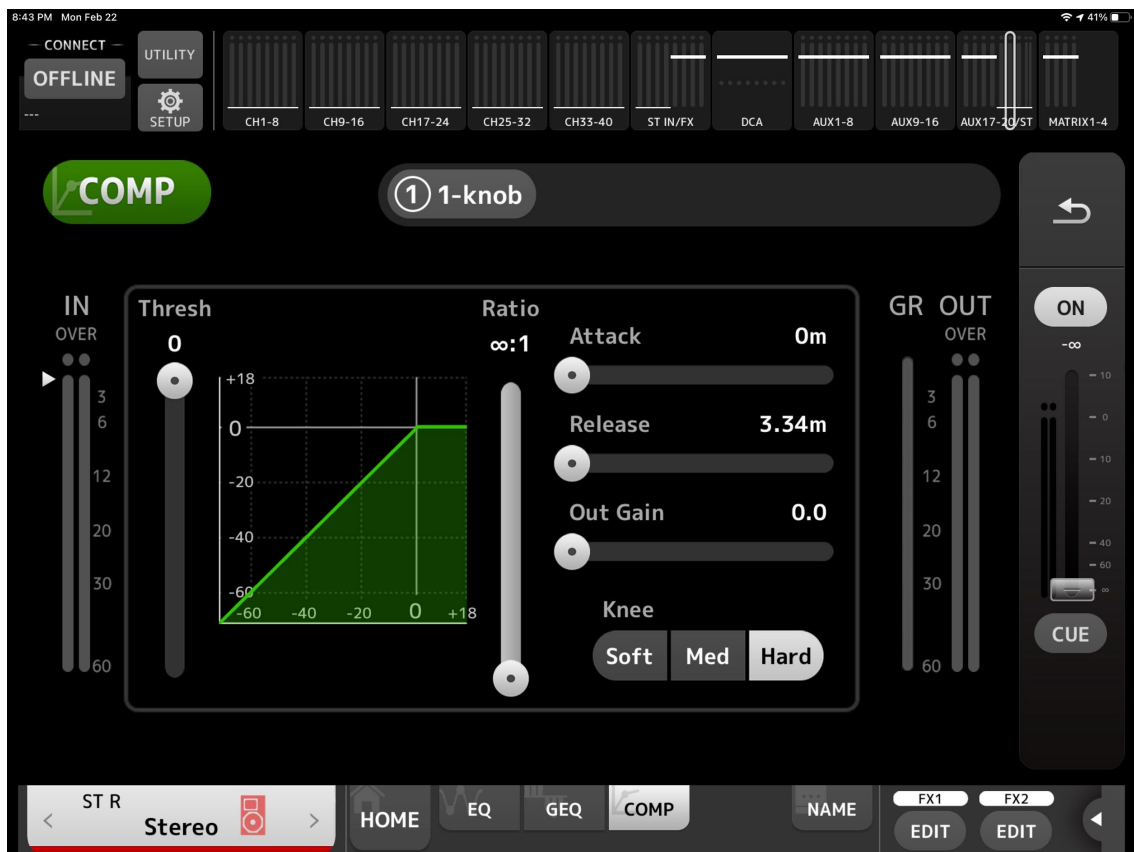 8:43 PM Mon Feb 22
41%
CONNECT
OFFLINE
---
UTILITY
SETUP
CH1-8
CH9-16
CH17-24
CH25-32
CH33-40
ST IN/FX
DCA
AUX1-8
AUX9-16
AUX17-20/ST
MATRIX1-4
COMP
1 1-knob
IN
OVER
3
6
12
20
30
60
Thresh
0
+18
0
-20
-40
-60
-60 -40 -20 0 +18
Ratio
∞:1
Attack 0m
Release 3.34m
Out Gain 0.0
Knee
Soft Med Hard
GR OUT
OVER
3
6
12
20
30
60
ON
-∞
10
0
10
20
40
60
∞
CUE
ST R
< Stereo >
HOME
EQ
GEQ
COMP
NAME
FX1
EDIT
FX2
EDIT